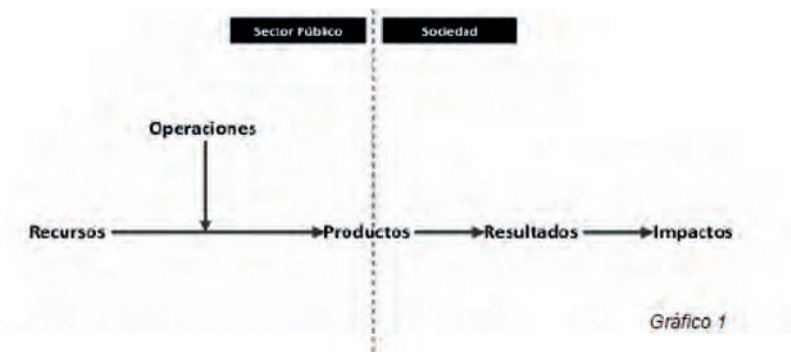 Sector Público Sociedad
Operaciones
Recursos Productos Resultados Impactos
Gráfico 1